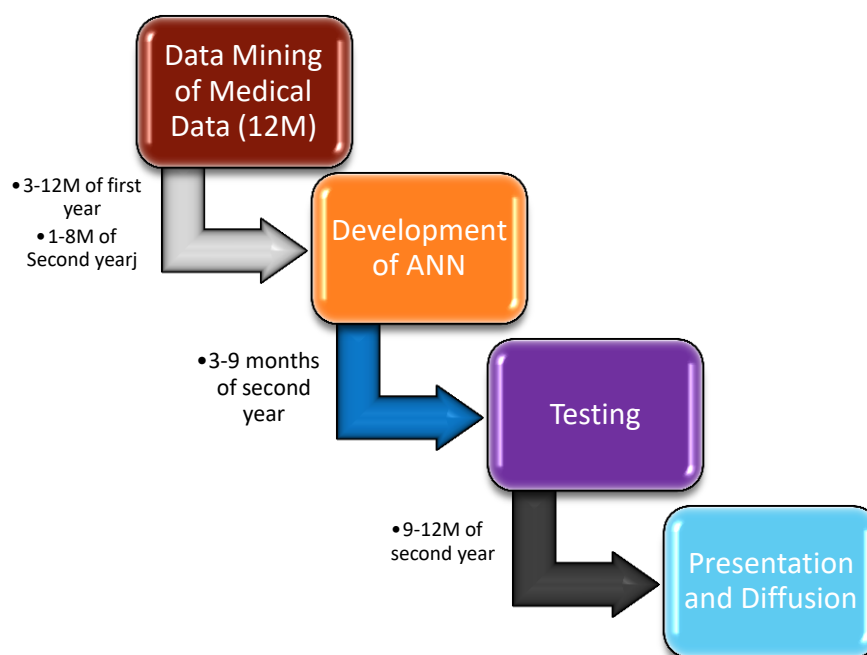 Data Mining
of Medical
Data (12M)
•3-12M of first
year
•1-8M of
Second yearj
Development
of ANN
•3-9 months
of second
year
Testing
•9-12M of
second year
Presentation
and Diffusion